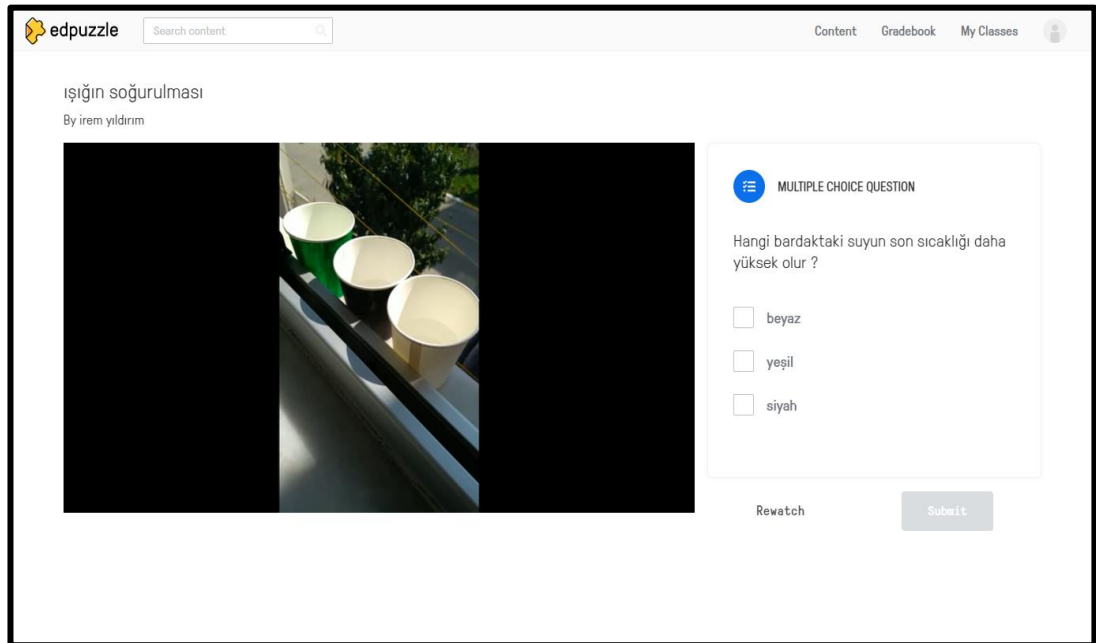 edpuzzle
Search content
Content
Gradebook
My Classes
ışığın soğurulması
By irem yıldırım
MULTIPLE CHOICE QUESTION
Hangi bardaktaki suyun son sıcaklığı daha
yüksek olur ?
beyaz
yeşil
siyah
Rewatch
Submit